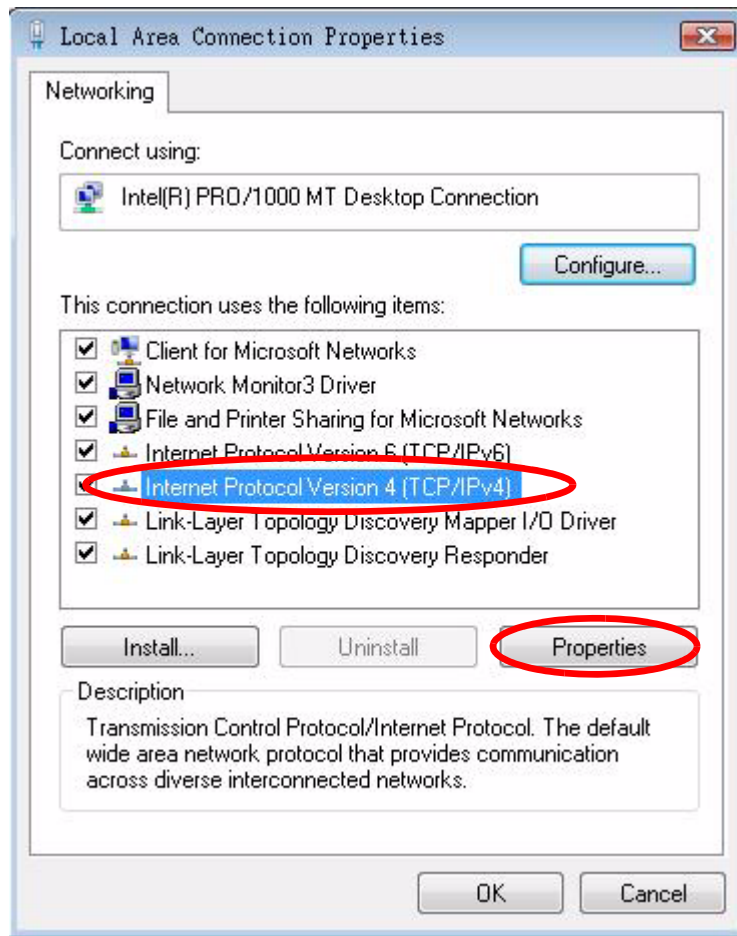 Local Area Connection Properties
Networking
Connect using:
Intel(R) PRO/1000 MT Desktop Connection
Configure...
This connection uses the following items:
Client for Microsoft Networks
Network Monitor3 Driver
File and Printer Sharing for Microsoft Networks
Internet Protocol Version 6 (TCP/IPv6)
Internet Protocol Version 4 (TCP/IPv4)
Link-Layer Topology Discovery Mapper I/O Driver
Link-Layer Topology Discovery Responder
Install... Uninstall Properties
Description
Transmission Control Protocol/Internet Protocol. The default
wide area network protocol that provides communication
across diverse interconnected networks.
OK Cancel